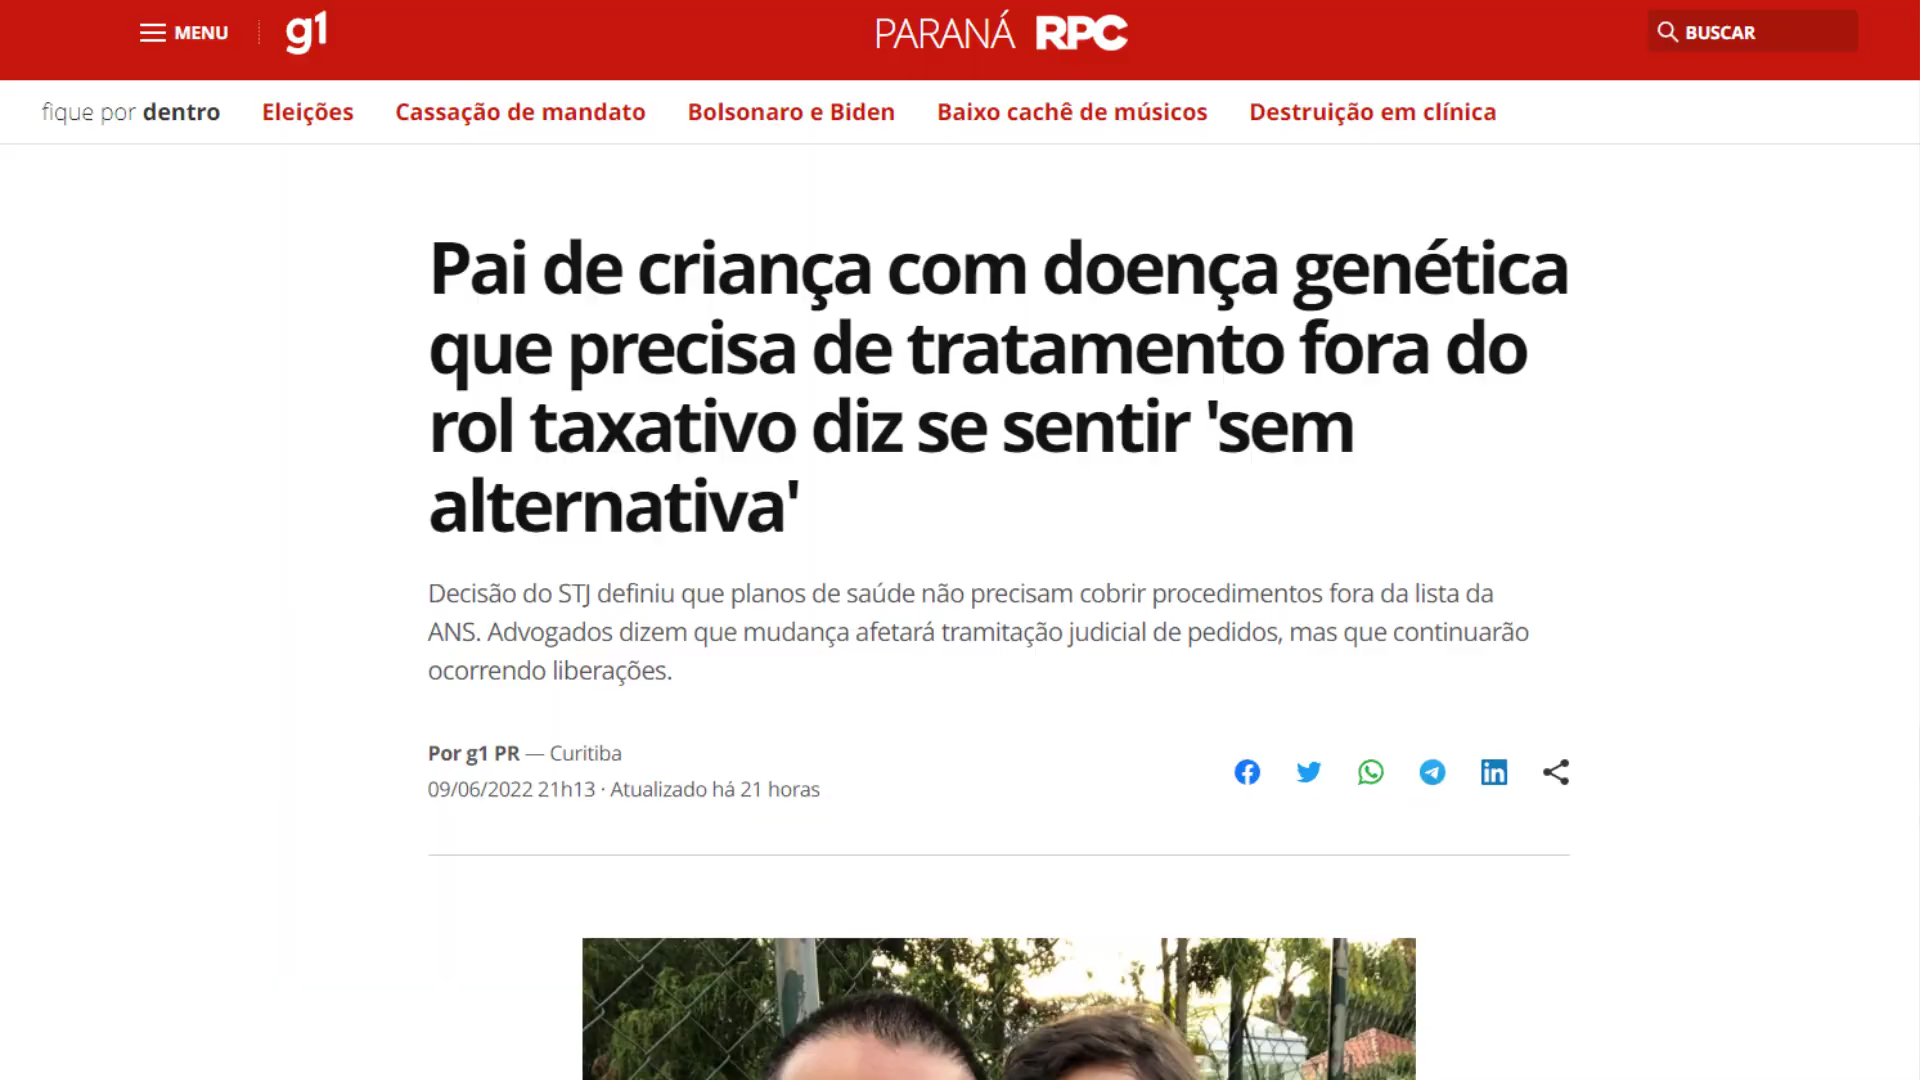 MENU
g1
PARANÁ RPC
BUSCAR
fique por dentro Eleições Cassação de mandato Bolsonaro e Biden Baixo cachê de músicos Destruição em clínica
Pai de criança com doença genética
que precisa de tratamento fora do
rol taxativo diz se sentir 'sem
alternativa'
Decisão do STJ definiu que planos de saúde não precisam cobrir procedimentos fora da lista da
ANS. Advogados dizem que mudança afetará tramitação judicial de pedidos, mas que continuarão
ocorrendo liberações.
Por g1 PR — Curitiba
09/06/2022 21h13 · Atualizado há 21 horas
in